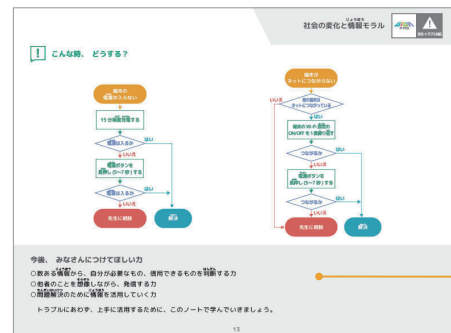 社会の変化と情報モラル
じょうほう
こんな時、どうする？
端末の
電源が入らない
15分程度充電する
電源は入るか
はい
いいえ
電源ボタンを
長押し(5〜7秒)する
電源は入るか
はい
いいえ
先生に相談
解決
端末が
ネットにつながらない
他の端末は
ネットにつながっている
いいえ
はい
端末のWi-Fi設定の
ON/OFFを1度繰り返す
つながるか
はい
いいえ
電源ボタンを
長押し(5〜7秒)する
つながるか
はい
いいえ
先生に相談
解決
今後、みなさんにつけてほしい力
〇数ある情報から、自分が必要なもの、信用できるものを判断する力
〇他者のことを想像しながら、発信する力
〇問題解決のために情報を活用していく力
トラブルにあわず、上手に活用するために、このノートで学んでいきましょう。
13